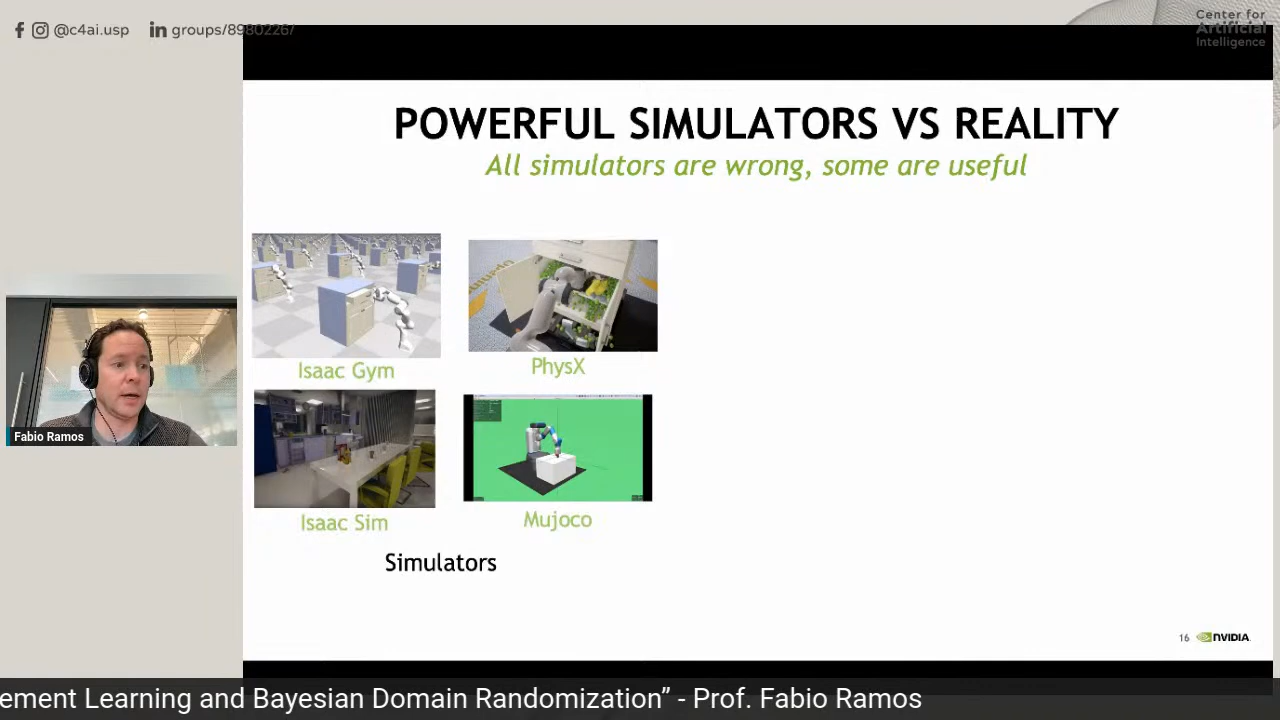 @c4ai.usp
groups/8980226/
Center for
Artificial
Intelligence
POWERFUL SIMULATORS VS REALITY
All simulators are wrong, some are useful
Isaac Gym
PhysX
Isaac Sim
Mujoco
Simulators
Fabio Ramos
16
NVIDIA
ement Learning and Bayesian Domain Randomization” - Prof. Fabio Ramos